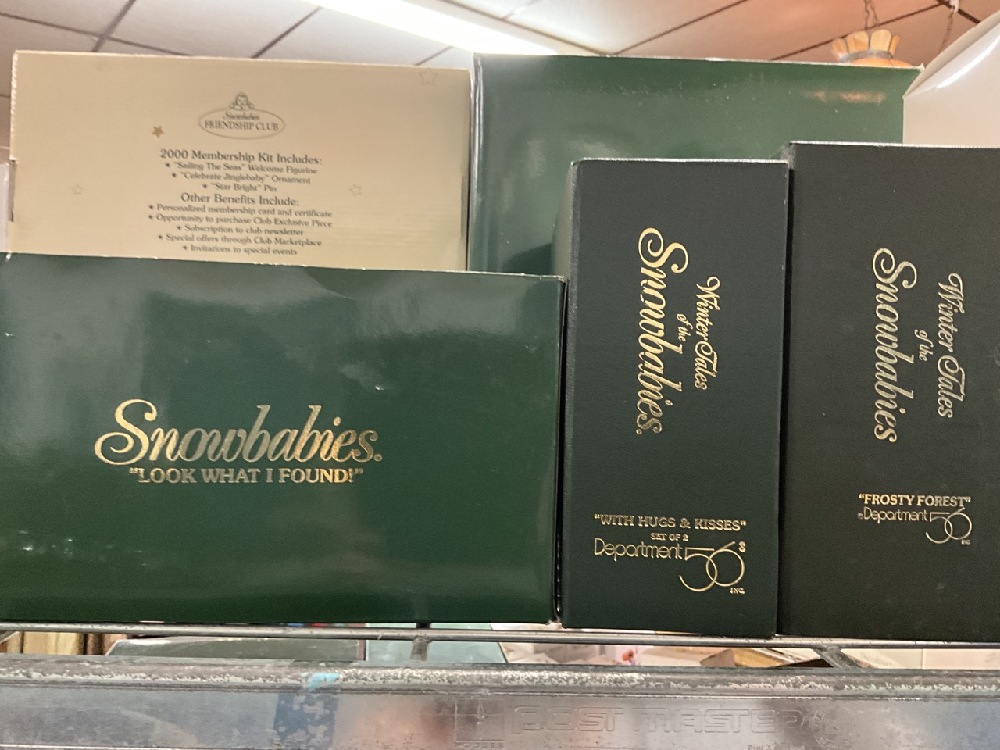 Snowbabies
FRIENDSHIP CLUB
2000 Membership Kit Includes:
★ "Sailing The Seas" Welcome Figurine
★ "Celebrate Jinglebaby" Ornament
★ "Star Bright" Pin
Other Benefits Include:
★ Personalized membership card and certificate
★ Opportunity to purchase Club Exclusive Piece
★ Subscription to club newsletter
★ Special offers through Club Marketplace
★ Invitations to special events
Snowbabies.
"LOOK WHAT I FOUND!"
Winter Tales
of the
Snowbabies.
"WITH HUGS & KISSES"
SET OF 2
Department 56
INC.
Winter Tales
of the
Snowbabies
"FROSTY FOREST"
Department 56
INC